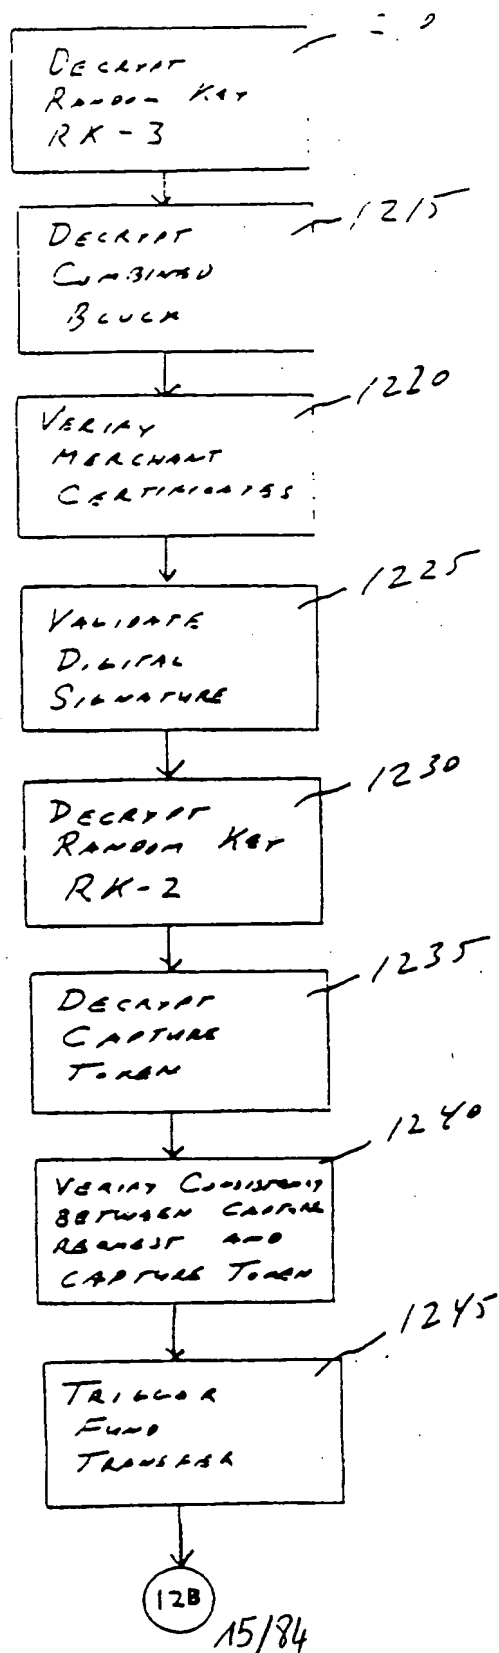 DECRYPT
RANDOM KEY
RK-3
1215
DECRYPT
COMBINED
BLOCK
1220
VERIFY
MERCHANT
CERTIFICATES
1225
VALIDATE
DIGITAL
SIGNATURE
1230
DECRYPT
RANDOM KEY
RK-2
1235
DECRYPT
CAPTURE
TOKEN
1240
VERIFY CONSISTENCY
BETWEEN CAPTURE
REQUEST AND
CAPTURE TOKEN
1245
TRIGGER
FUND
TRANSFER
12B
15/84